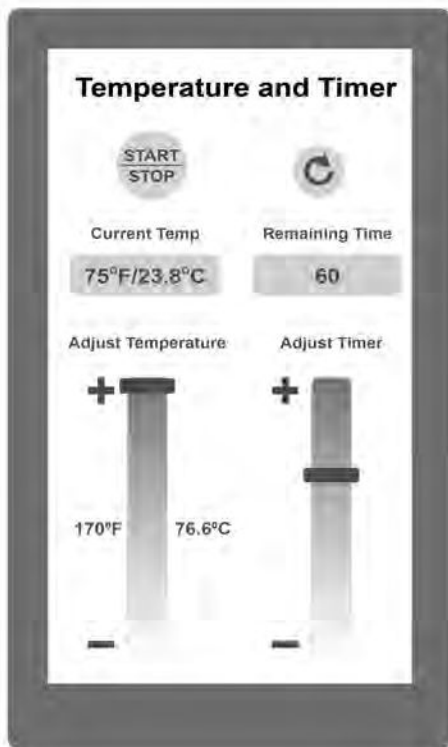 Temperature and Timer
START
STOP
Current Temp
Remaining Time
75°F/23.8°C
60
Adjust Temperature
Adjust Timer
+
+
170°F
76.6°C
−
−